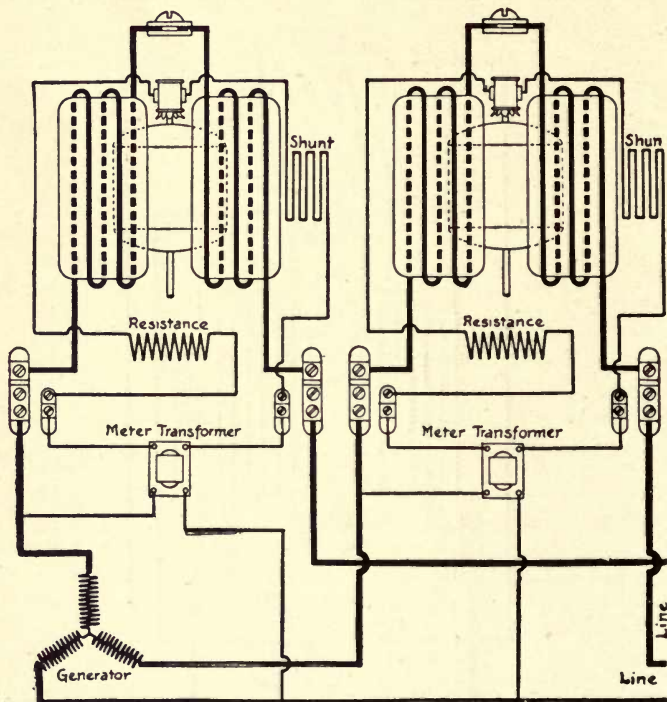 Shunt
Shun
Resistance
Resistance
Meter Transformer
Meter Transformer
Line
Generator
Line